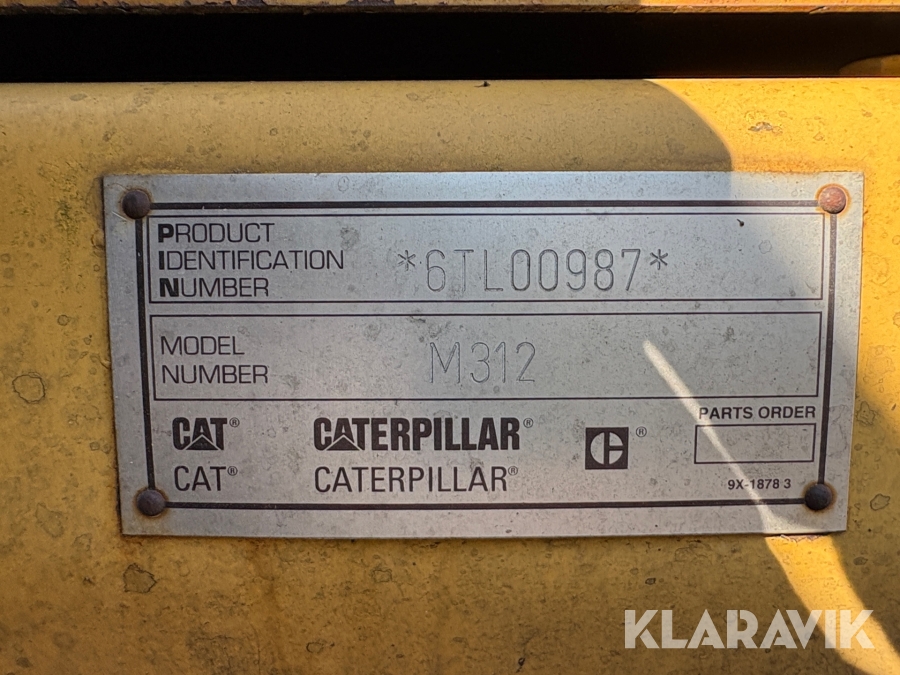 PRODUCT
IDENTIFICATION
NUMBER
*6TL00987*
MODEL
NUMBER
M312
PARTS ORDER
CAT®
CATERPILLAR®
®
CAT®
CATERPILLAR®
9X-1878 3
KLARAVIK